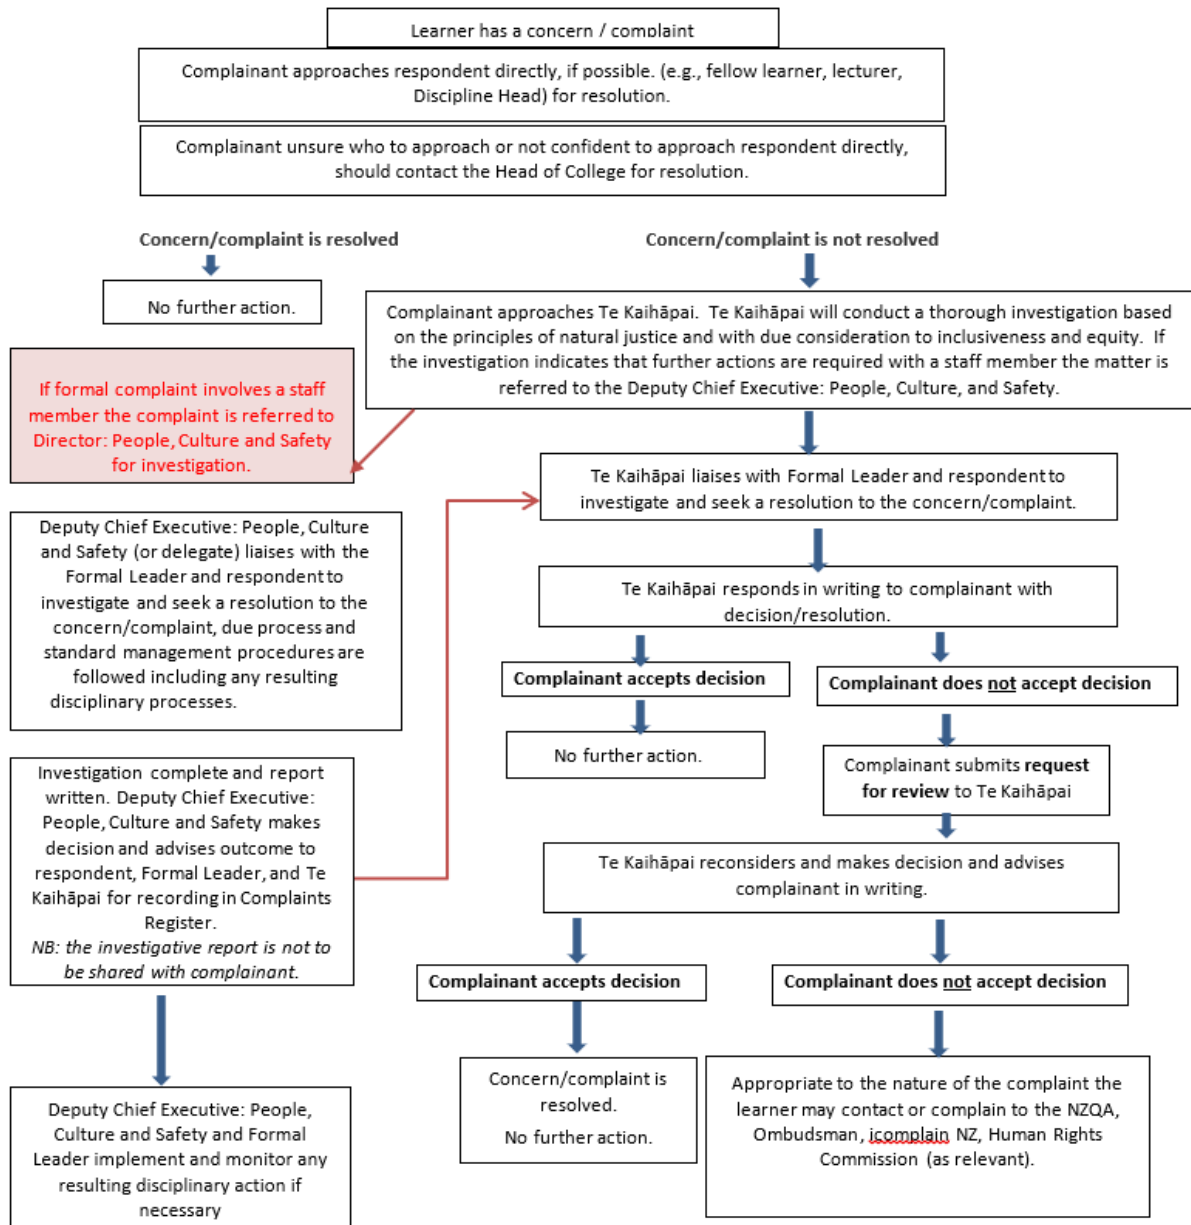 Learner has a concern / complaint
Complainant approaches respondent directly, if possible. (e.g., fellow learner, lecturer,
Discipline Head) for resolution.
Complainant unsure who to approach or not confident to approach respondent directly,
should contact the Head of College for resolution.
Concern/complaint is resolved
No further action.
Concern/complaint is not resolved
Complainant approaches Te Kaihāpai. Te Kaihāpai will conduct a thorough investigation based
on the principles of natural justice and with due consideration to inclusiveness and equity. If
the investigation indicates that further actions are required with a staff member the matter is
referred to the Deputy Chief Executive: People, Culture, and Safety.
If formal complaint involves a staff
member the complaint is referred to
Director: People, Culture and Safety
for investigation.
Deputy Chief Executive: People, Culture
and Safety (or delegate) liaises with the
Formal Leader and respondent to
investigate and seek a resolution to the
concern/complaint, due process and
standard management procedures are
followed including any resulting
disciplinary processes.
Investigation complete and report
written. Deputy Chief Executive:
People, Culture and Safety makes
decision and advises outcome to
respondent, Formal Leader, and Te
Kaihāpai for recording in Complaints
Register.
NB: the investigative report is not to
be shared with complainant.
Deputy Chief Executive: People,
Culture and Safety and Formal
Leader implement and monitor any
resulting disciplinary action if
necessary
Te Kaihāpai liaises with Formal Leader and respondent to
investigate and seek a resolution to the concern/complaint.
Te Kaihāpai responds in writing to complainant with
decision/resolution.
Complainant accepts decision
No further action.
Complainant does not accept decision
Complainant submits request
for review to Te Kaihāpai
Te Kaihāpai reconsiders and makes decision and advises
complainant in writing.
Complainant accepts decision
Concern/complaint is
resolved.
No further action.
Complainant does not accept decision
Appropriate to the nature of the complaint the
learner may contact or complain to the NZQA,
Ombudsman, icomplain NZ, Human Rights
Commission (as relevant).